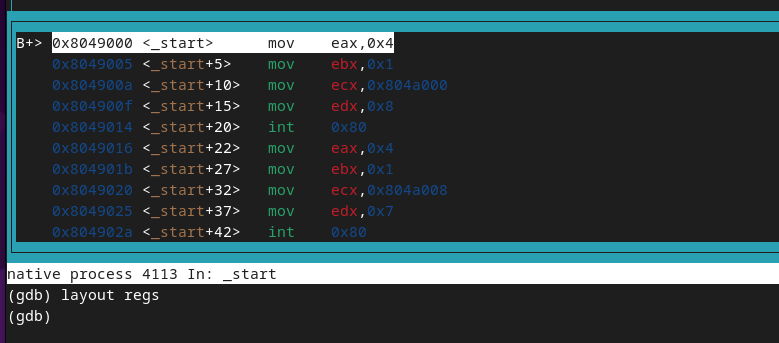 B+> 0x8049000 <_start>      mov    eax,0x4
0x8049005 <_start+5>    mov    ebx,0x1
0x804900a <_start+10>   mov    ecx,0x804a000
0x804900f <_start+15>   mov    edx,0x8
0x8049014 <_start+20>   int    0x80
0x8049016 <_start+22>   mov    eax,0x4
0x804901b <_start+27>   mov    ebx,0x1
0x8049020 <_start+32>   mov    ecx,0x804a008
0x8049025 <_start+37>   mov    edx,0x7
0x804902a <_start+42>   int    0x80
native process 4113 In: _start
(gdb) layout regs
(gdb)